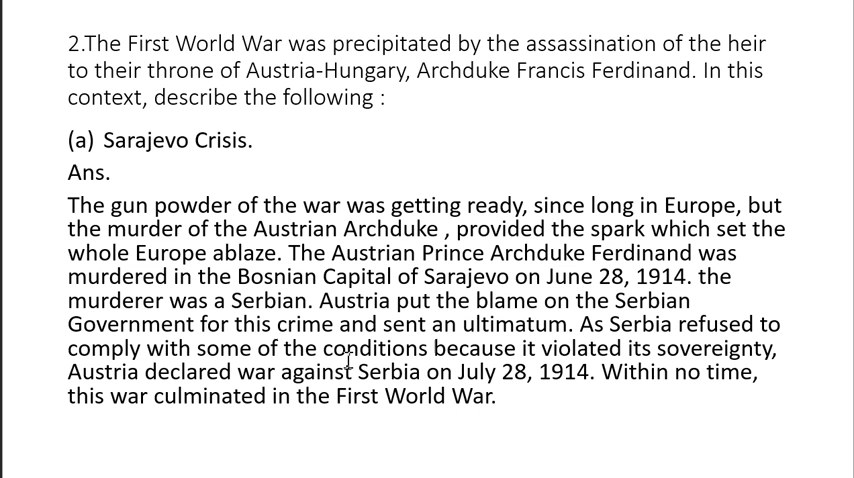 2.The First World War was precipitated by the assassination of the heir
to their throne of Austria-Hungary, Archduke Francis Ferdinand. In this
context, describe the following :
(a) Sarajevo Crisis.
Ans.
The gun powder of the war was getting ready, since long in Europe, but
the murder of the Austrian Archduke , provided the spark which set the
whole Europe ablaze. The Austrian Prince Archduke Ferdinand was
murdered in the Bosnian Capital of Sarajevo on June 28, 1914. the
murderer was a Serbian. Austria put the blame on the Serbian
Government for this crime and sent an ultimatum. As Serbia refused to
comply with some of the conditions because it violated its sovereignty,
Austria declared war against Serbia on July 28, 1914. Within no time,
this war culminated in the First World War.